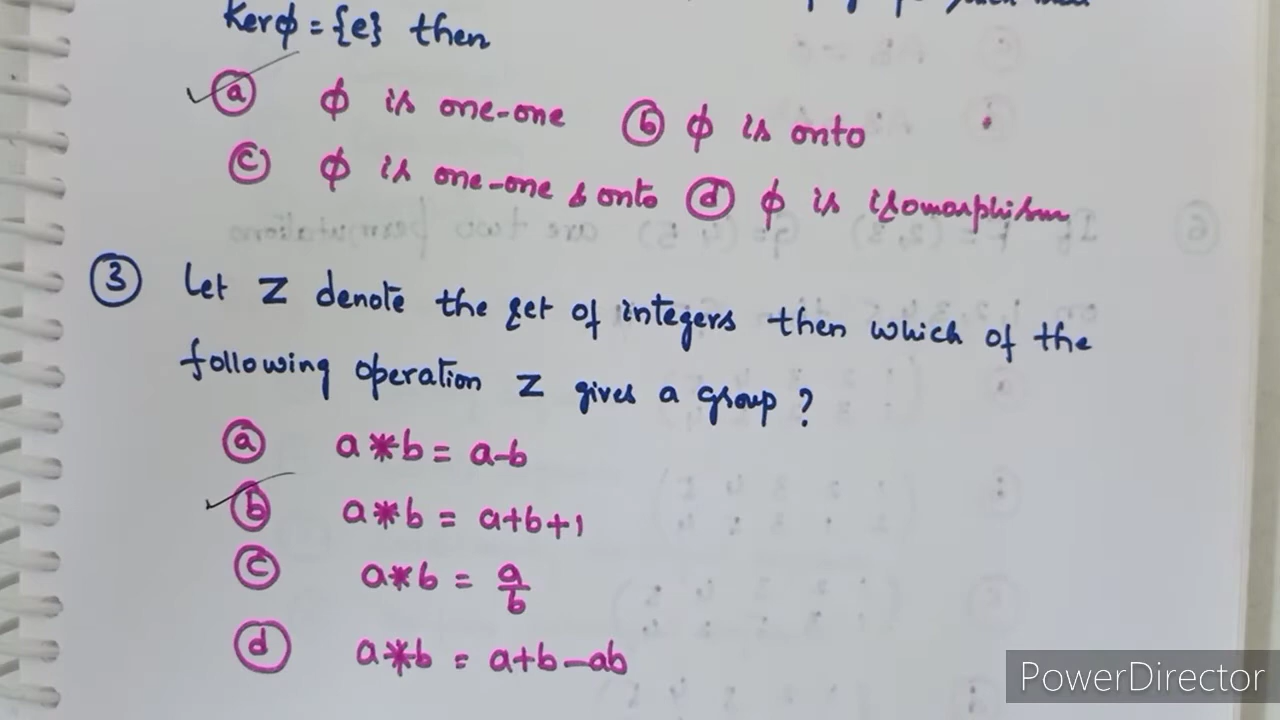 Kerφ = {e} then
ⓐ φ is one-one ⓑ φ is onto
ⓒ φ is one-one & onto ⓓ φ is isomorphism
③ Let Z denote the set of integers then which of the
following operation Z gives a group ?
ⓐ a*b = a-b
ⓑ a*b = a+b+1
ⓒ a*b = a/b
ⓓ a*b = a+b-ab
PowerDirector